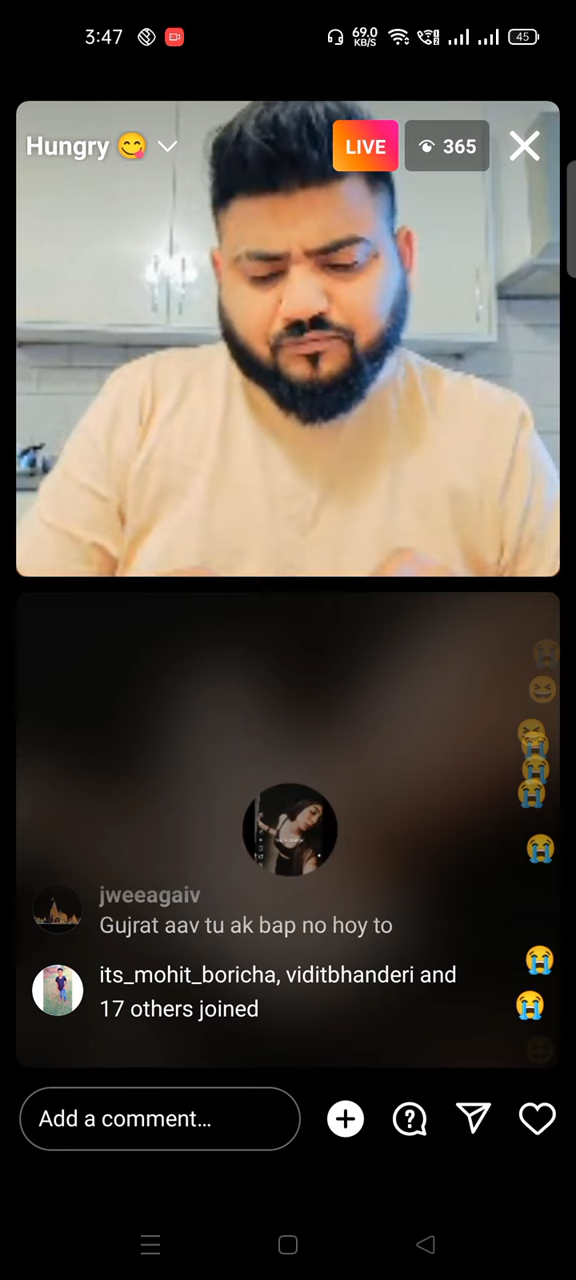 3:47
69.0
KB/S
45
Hungry 😋
LIVE
365
jweeagaiv
Gujrat aav tu ak bap no hoy to
its_mohit_boricha, viditbhanderi and
17 others joined
Add a comment...